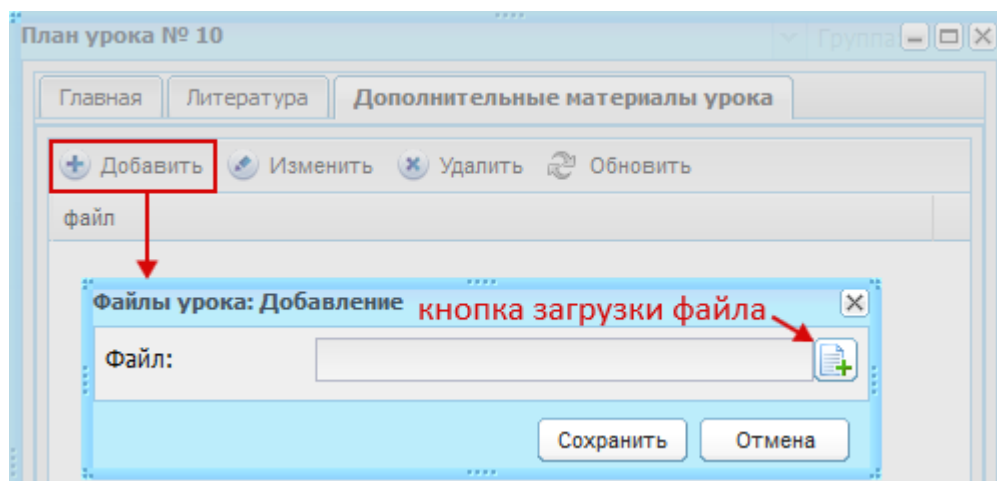 План урока № 10 Группа
Главная Литература Дополнительные материалы урока
Добавить Изменить Удалить Обновить
файл
Файлы урока: Добавление кнопка загрузки файла
Файл:
Сохранить Отмена